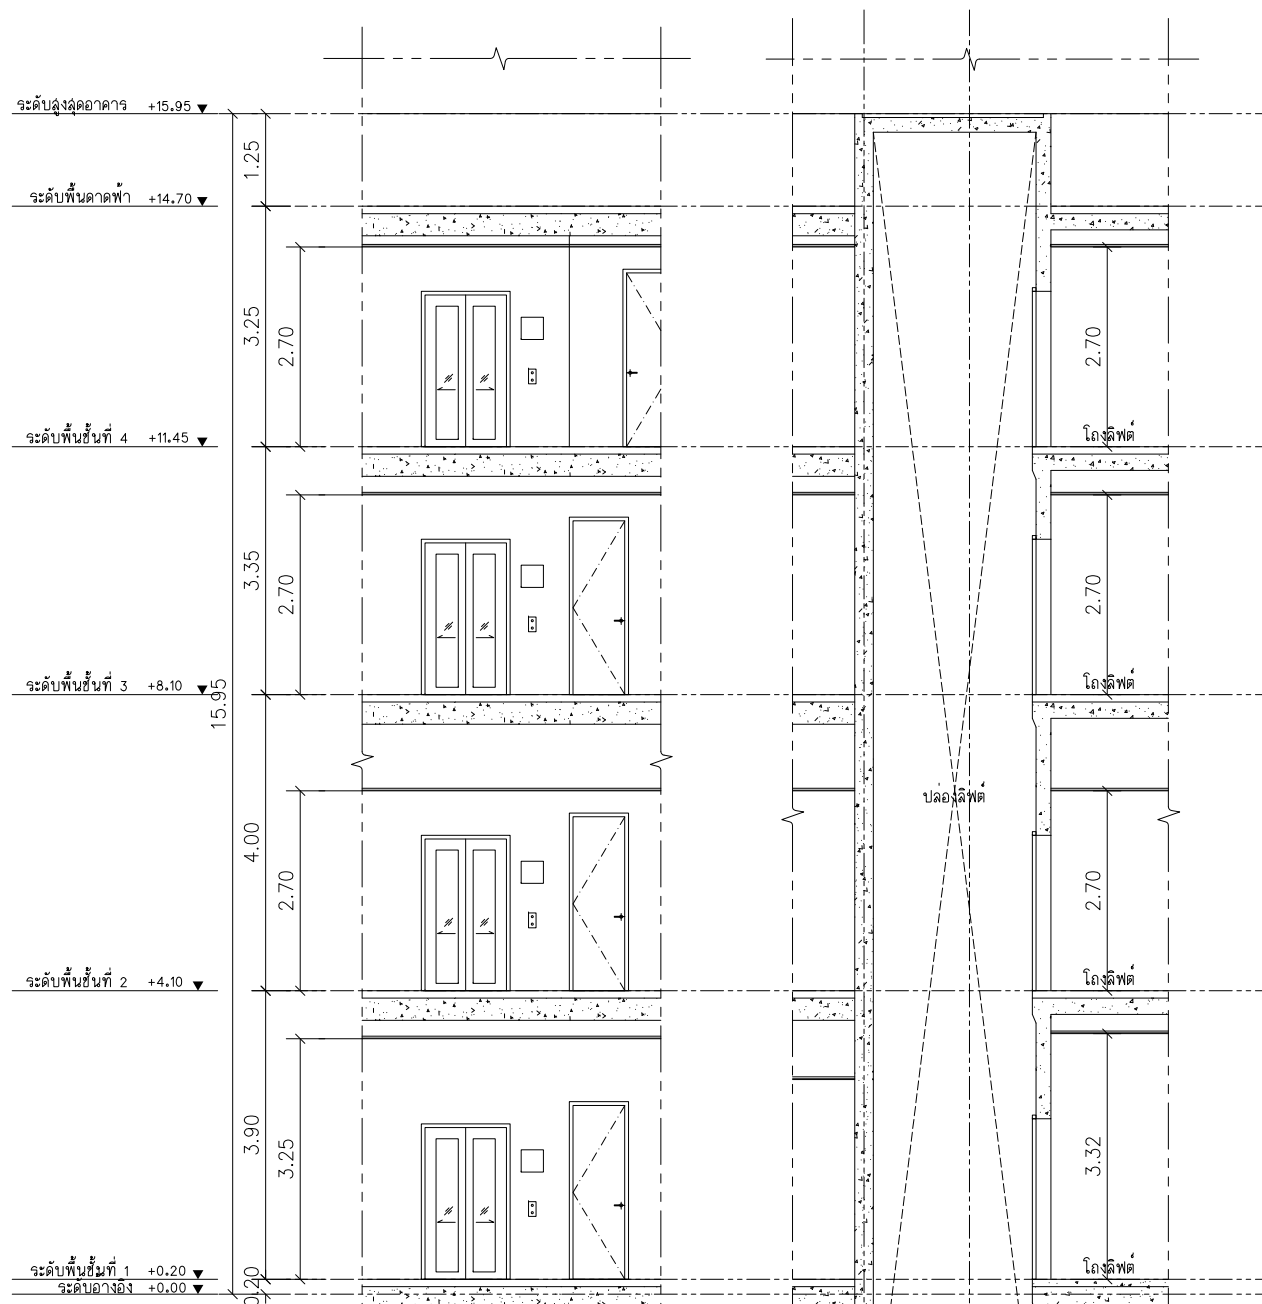 ระดับสูงสุดอาคาร +15.95
1.25
ระดับพื้นดาดฟ้า +14.70
3.25
2.70
2.70
ระดับพื้นชั้นที่ 4 +11.45
โถงลิฟต์
3.35
2.70
2.70
ระดับพื้นชั้นที่ 3 +8.10
โถงลิฟต์
15.95
ปล่องลิฟต์
4.00
2.70
2.70
ระดับพื้นชั้นที่ 2 +4.10
โถงลิฟต์
3.90
3.25
3.32
ระดับพื้นชั้นที่ 1 +0.20
โถงลิฟต์
ระดับอ้างอิง +0.00
0.20